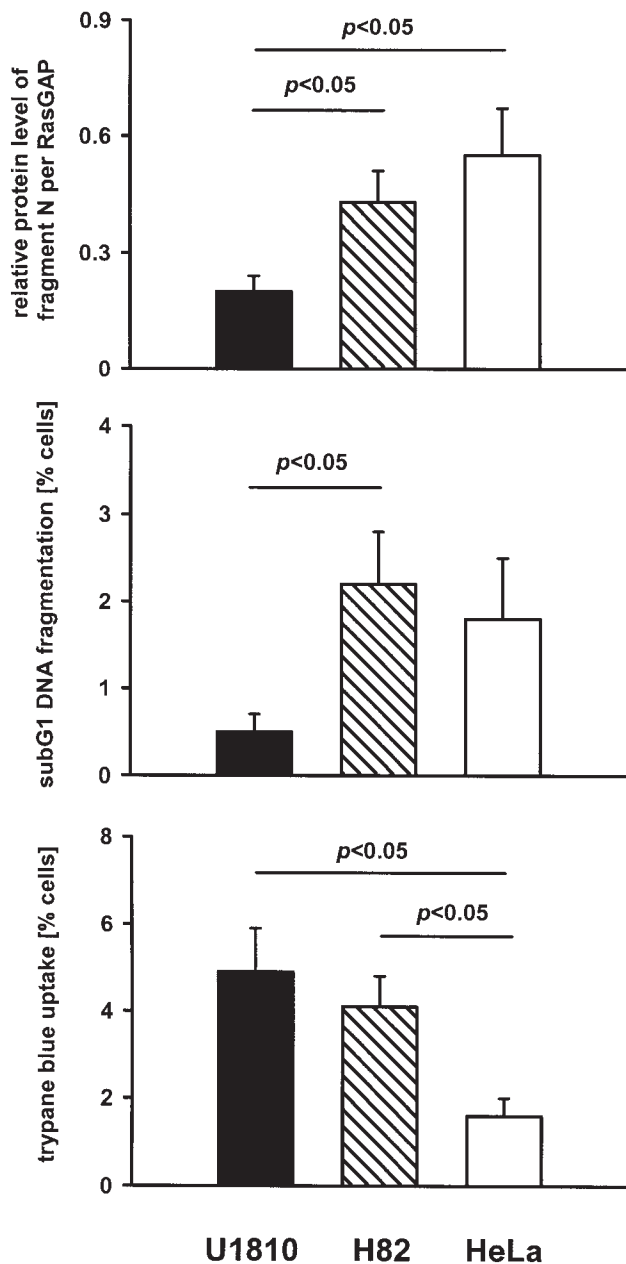 relative protein level of
fragment N per RasGAP
0.9
0.6
0.3
0
p<0.05
p<0.05
subG1 DNA fragmentation [% cells]
4
3
2
1
0
p<0.05
trypane blue uptake [% cells]
8
6
4
2
0
p<0.05
p<0.05
U1810 H82 HeLa